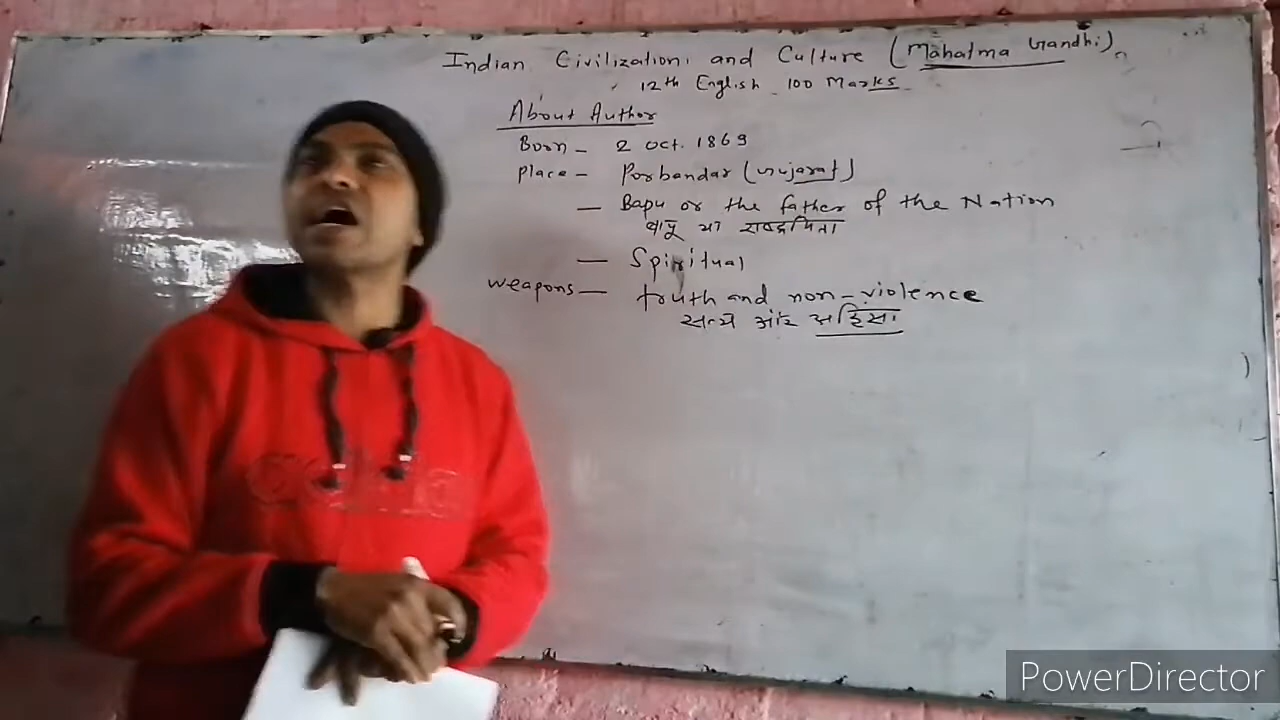 Indian Civilization and Culture (Mahatma Gandhi)
12th English 100 Marks
About Author
Born - 2 Oct. 1869
place - Porbandar (Gujarat)
- Bapu or the father of the Nation
बापू या राष्ट्रपिता
- Spiritual
weapons - truth and non-violence
सत्य और अहिंसा
PowerDirector